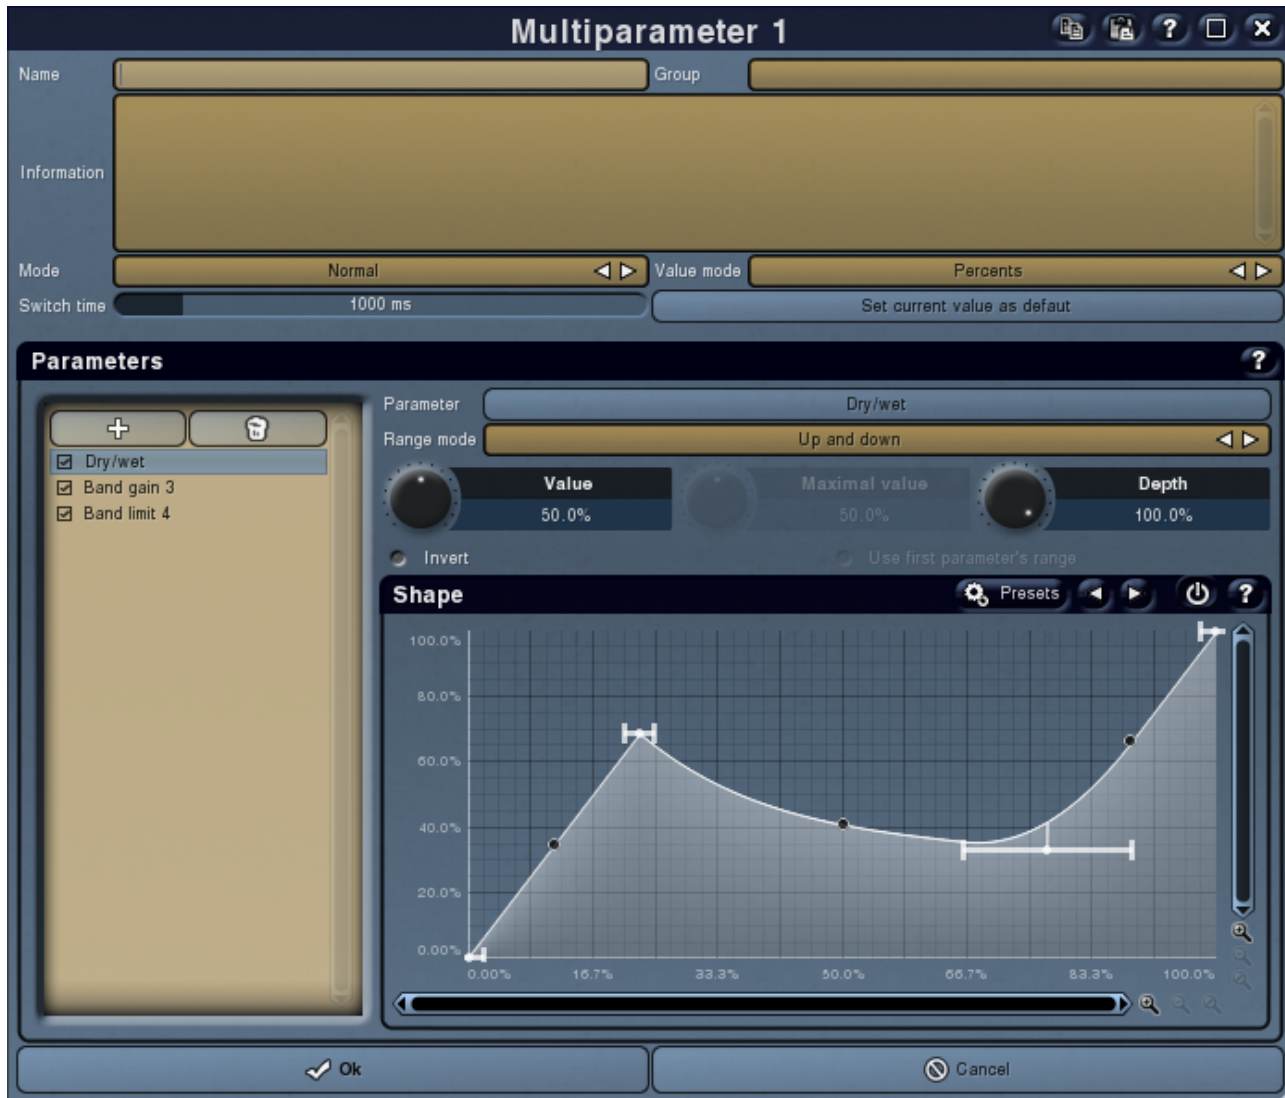 Multiparameter 1
?
Name
Group
Information
Mode
Normal
Value mode
Percents
Switch time
1000 ms
Set current value as defaut
Parameters
?
Dry/wet
Band gain 3
Band limit 4
Parameter
Dry/wet
Range mode
Up and down
Value
50.0%
Maximal value
50.0%
Depth
100.0%
Invert
Use first parameter's range
Shape
Presets
?
100.0%
80.0%
60.0%
40.0%
20.0%
0.00%
0.00% 16.7% 33.3% 50.0% 66.7% 83.3% 100.0%
Ok
Cancel